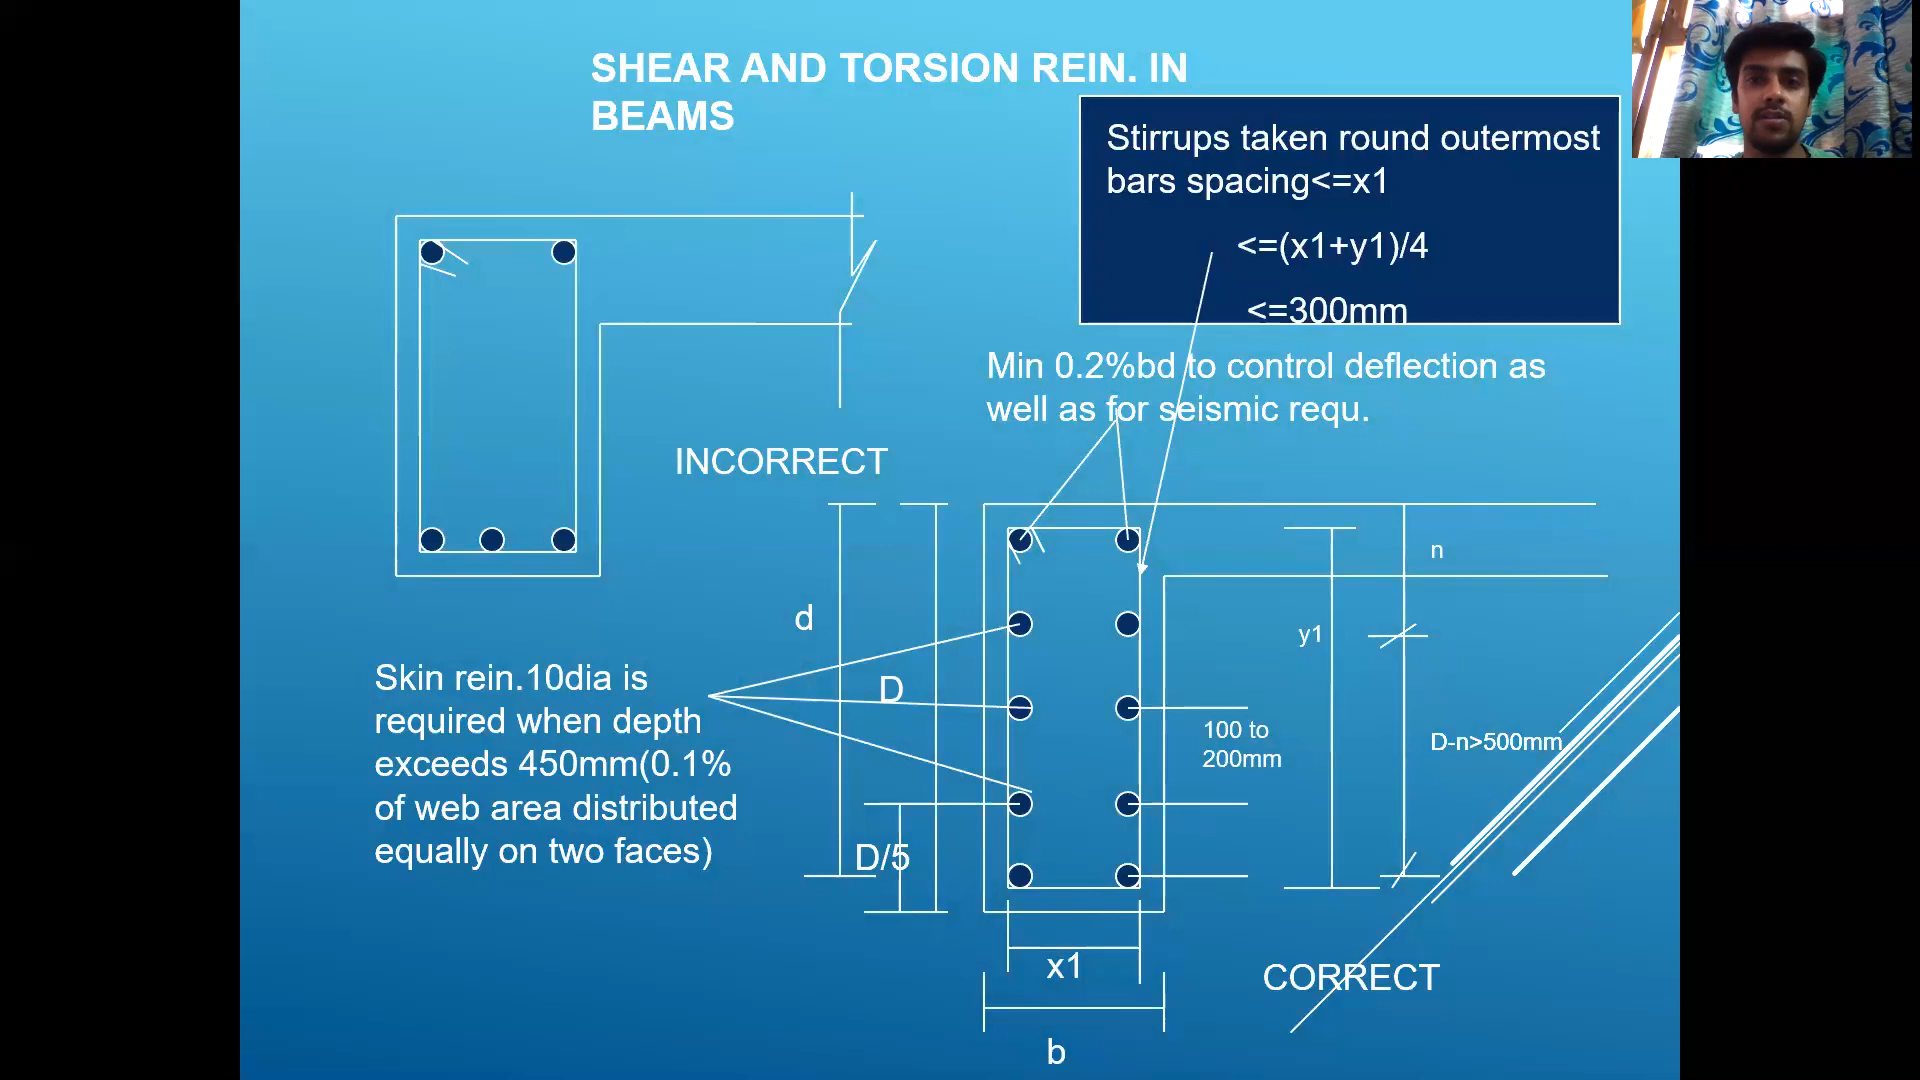 SHEAR AND TORSION REIN. IN
BEAMS
Stirrups taken round outermost
bars spacing<=x1
<=(x1+y1)/4
<=300mm
Min 0.2%bd to control deflection as
well as for seismic requ.
INCORRECT
n
d
y1
Skin rein.10dia is
required when depth
exceeds 450mm(0.1%
of web area distributed
equally on two faces)
D
100 to
200mm
D-n>500mm
D/5
x1
CORRECT
b